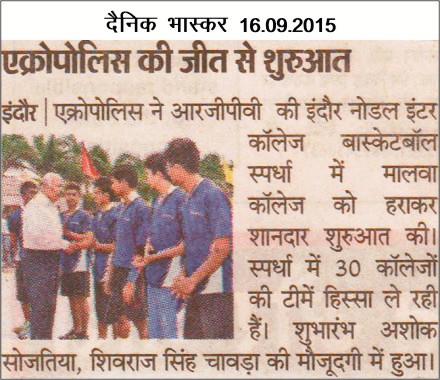 दैनिक भास्कर 16.09.2015
एक्रोपोलिस की जीत से शुरुआत
इंदौर | एक्रोपोलिस ने आरजीपीवी की इंदौर नोडल इंटर
कॉलेज बास्केटबॉल
स्पर्धा में मालवा
कॉलेज को हराकर
शानदार शुरुआत की।
स्पर्धा में 30 कॉलेजों
की टीमें हिस्सा ले रही
हैं। शुभारंभ अशोक
सोजतिया, शिवराज सिंह चावड़ा की मौजूदगी में हुआ।